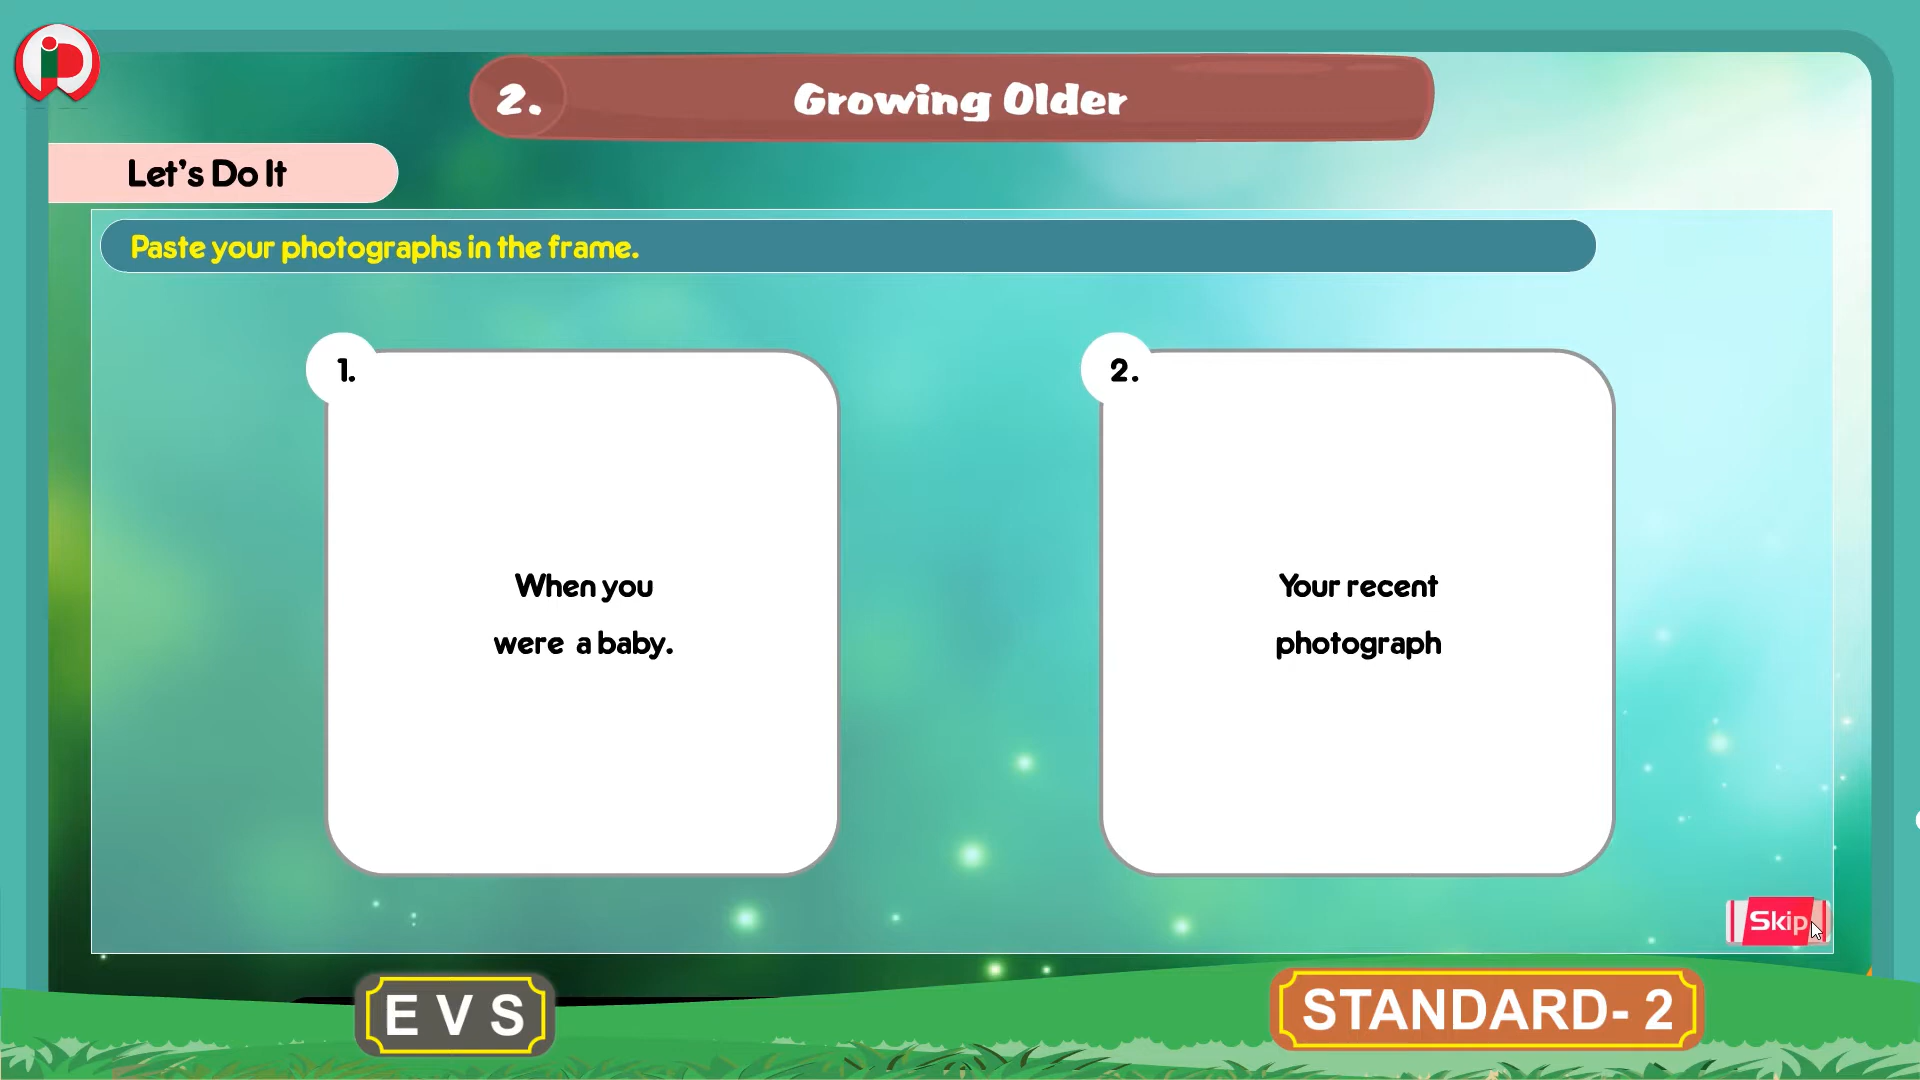 2.
Growing Older
Let's Do It
Paste your photographs in the frame.
1.
When you
were a baby.
2.
Your recent
photograph
Skip
EVS
STANDARD- 2